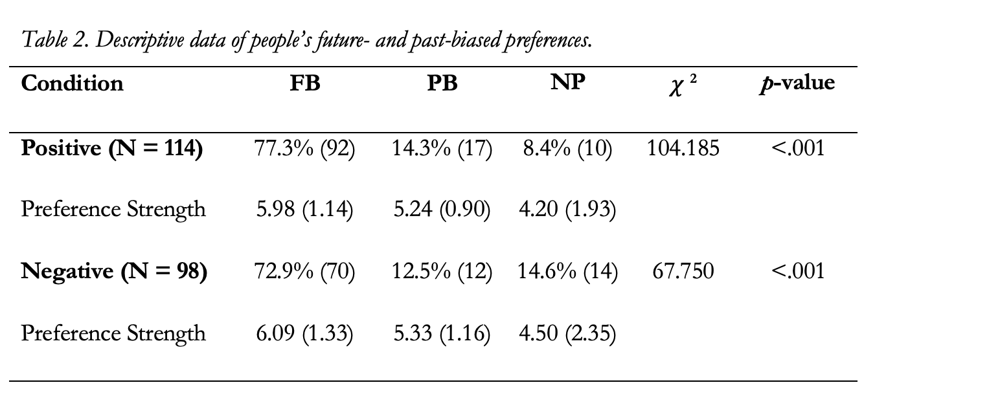 Table 2. Descriptive data of people’s future- and past-biased preferences.
Condition FB PB NP χ ² p-value
Positive (N = 114) 77.3% (92) 14.3% (17) 8.4% (10) 104.185 <.001
Preference Strength 5.98 (1.14) 5.24 (0.90) 4.20 (1.93)
Negative (N = 98) 72.9% (70) 12.5% (12) 14.6% (14) 67.750 <.001
Preference Strength 6.09 (1.33) 5.33 (1.16) 4.50 (2.35)